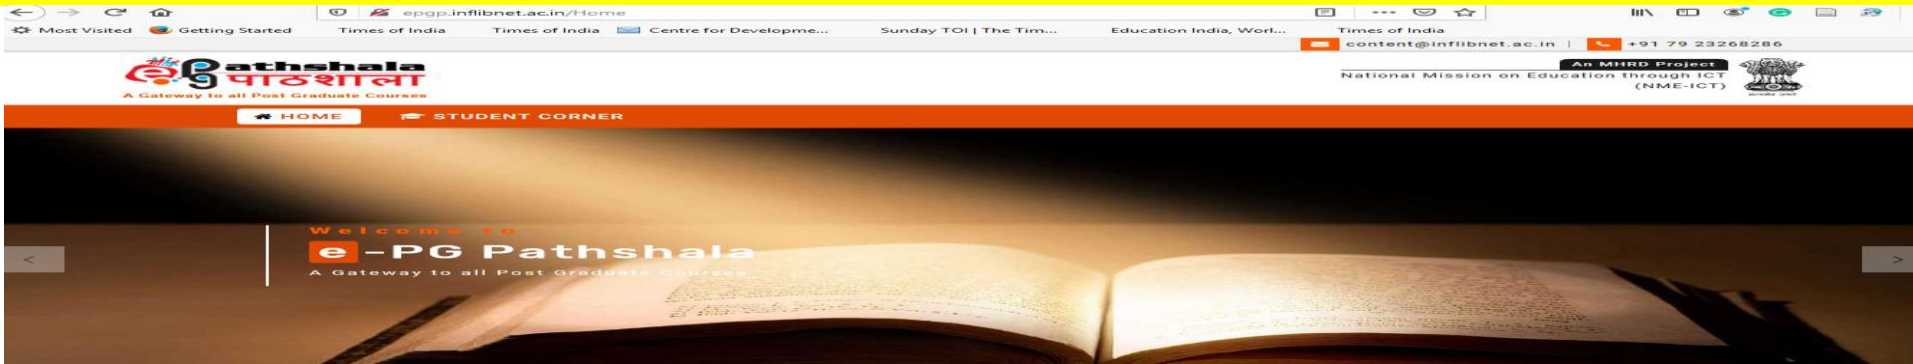 epgp.inflibnet.ac.in/Home
Most Visited Getting Started Times of India Times of India Centre for Developme... Sunday TOI | The Tim... Education India, Worl... Times of India
content@inflibnet.ac.in | +91 79 23268286
ePG Pathshala
पाठशाला
A Gateway to all Post Graduate Courses
An MHRD Project
National Mission on Education through ICT
(NME-ICT)
HOME STUDENT CORNER
Welcome to
e-PG Pathshala
A Gateway to all Post Graduate Courses
< >